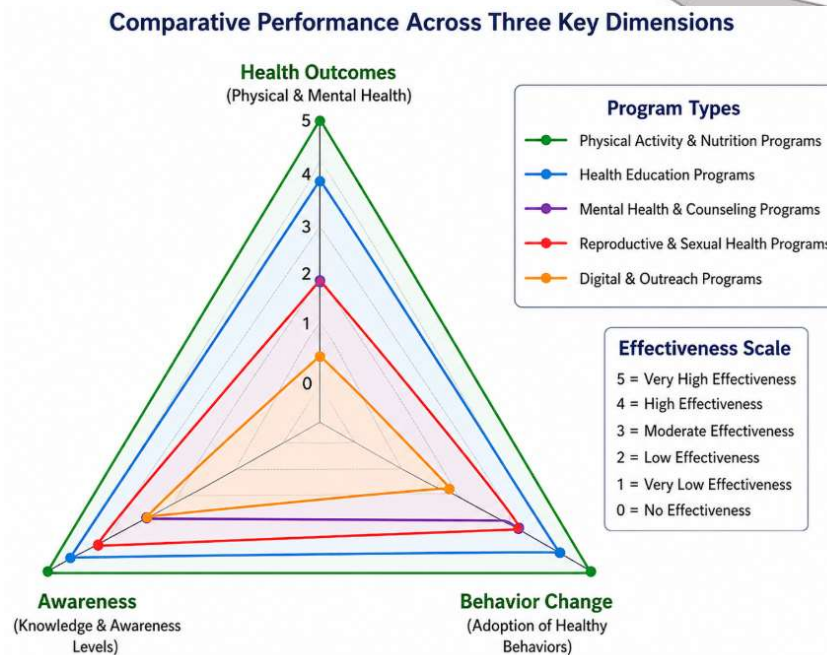 Comparative Performance Across Three Key Dimensions
Health Outcomes
(Physical & Mental Health)
5
4
3
2
1
0
Program Types
Physical Activity & Nutrition Programs
Health Education Programs
Mental Health & Counseling Programs
Reproductive & Sexual Health Programs
Digital & Outreach Programs
Effectiveness Scale
5 = Very High Effectiveness
4 = High Effectiveness
3 = Moderate Effectiveness
2 = Low Effectiveness
1 = Very Low Effectiveness
0 = No Effectiveness
Awareness
(Knowledge & Awareness
Levels)
Behavior Change
(Adoption of Healthy
Behaviors)